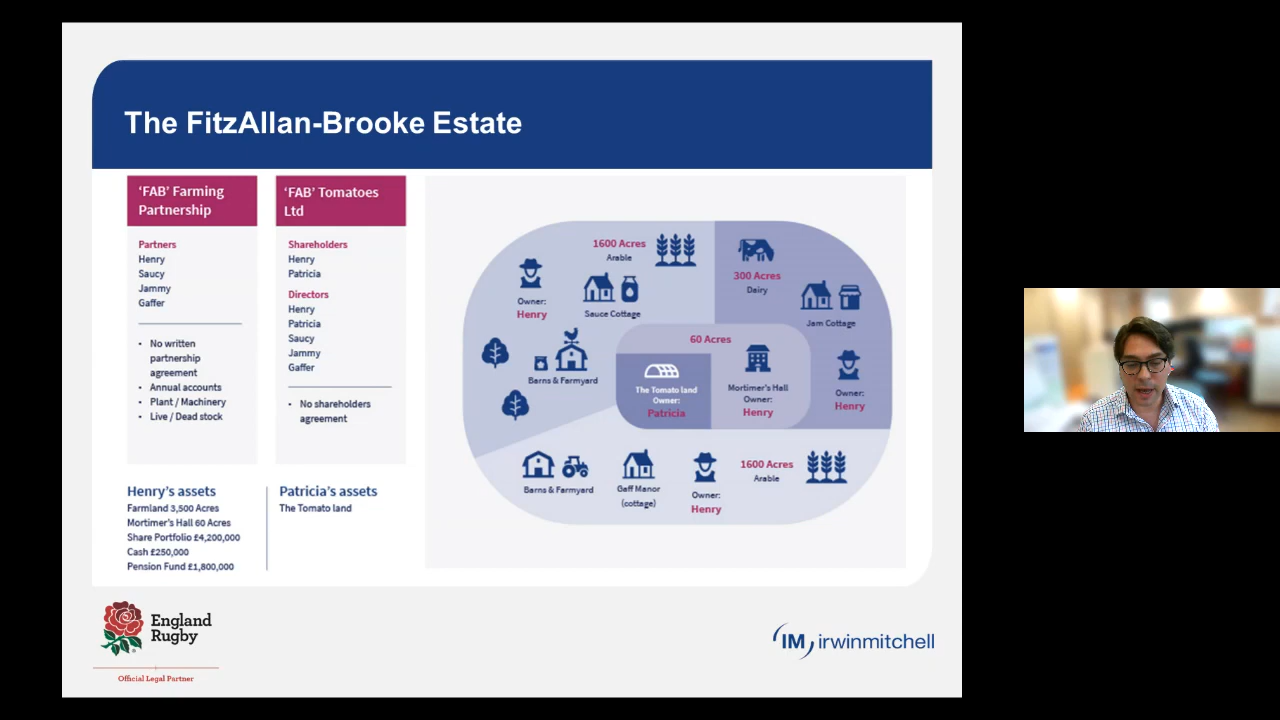 The FitzAllan-Brooke Estate
'FAB' Farming
Partnership
Partners
Henry
Saucy
Jammy
Gaffer
• No written
partnership
agreement
• Annual accounts
• Plant / Machinery
• Live / Dead stock
'FAB' Tomatoes
Ltd
Shareholders
Henry
Patricia
Directors
Henry
Patricia
Saucy
Jammy
Gaffer
• No shareholders
agreement
Henry's assets
Farmland 3,500 Acres
Mortimer's Hall 60 Acres
Share Portfolio £4,200,000
Cash £250,000
Pension Fund £1,800,000
Patricia's assets
The Tomato land
1600 Acres
Arable
Owner:
Henry
Sauce Cottage
Barns & Farmyard
300 Acres
Dairy
Jam Cottage
Owner:
Henry
60 Acres
The Tomato land
Owner:
Patricia
Mortimer's Hall
Owner:
Henry
Barns & Farmyard
Gaff Manor
(cottage)
Owner:
Henry
1600 Acres
Arable
England
Rugby
Official Legal Partner
IM irwinmitchell